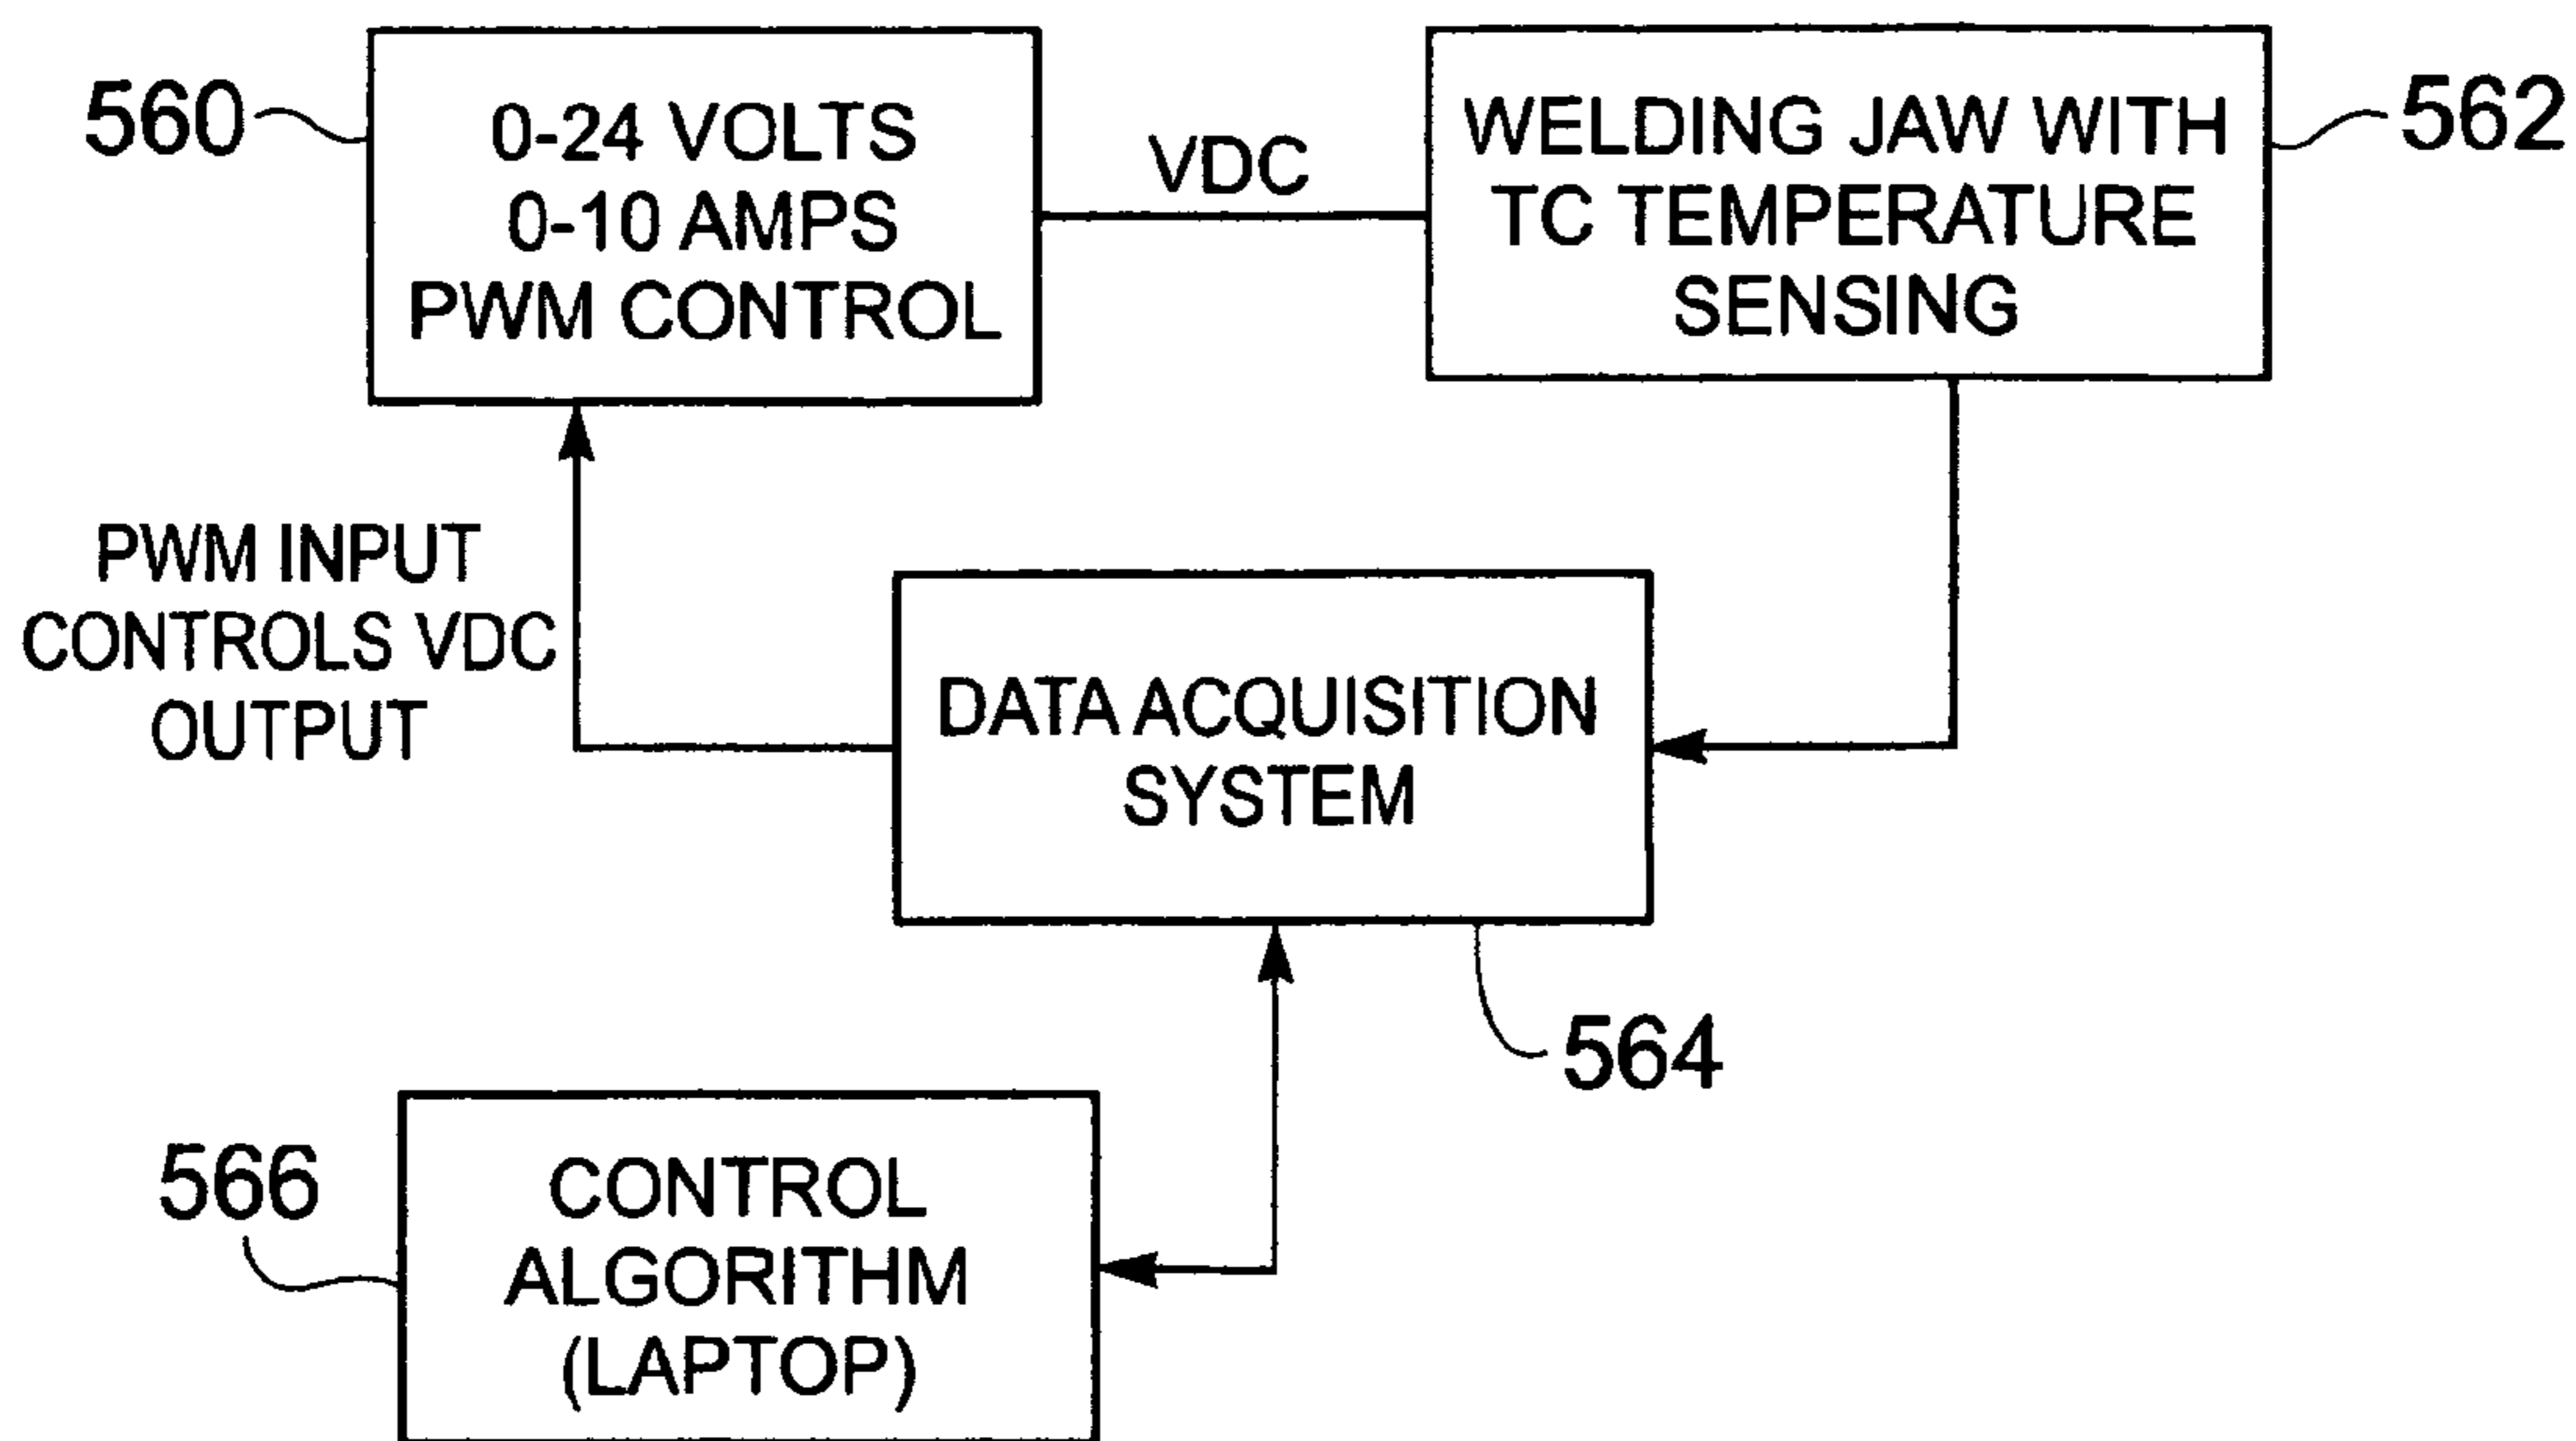 560
0-24 VOLTS
0-10 AMPS
PWM CONTROL
VDC
WELDING JAW WITH
TC TEMPERATURE
SENSING
562
PWM INPUT
CONTROLS VDC
OUTPUT
DATA ACQUISITION
SYSTEM
564
566
CONTROL
ALGORITHM
(LAPTOP)